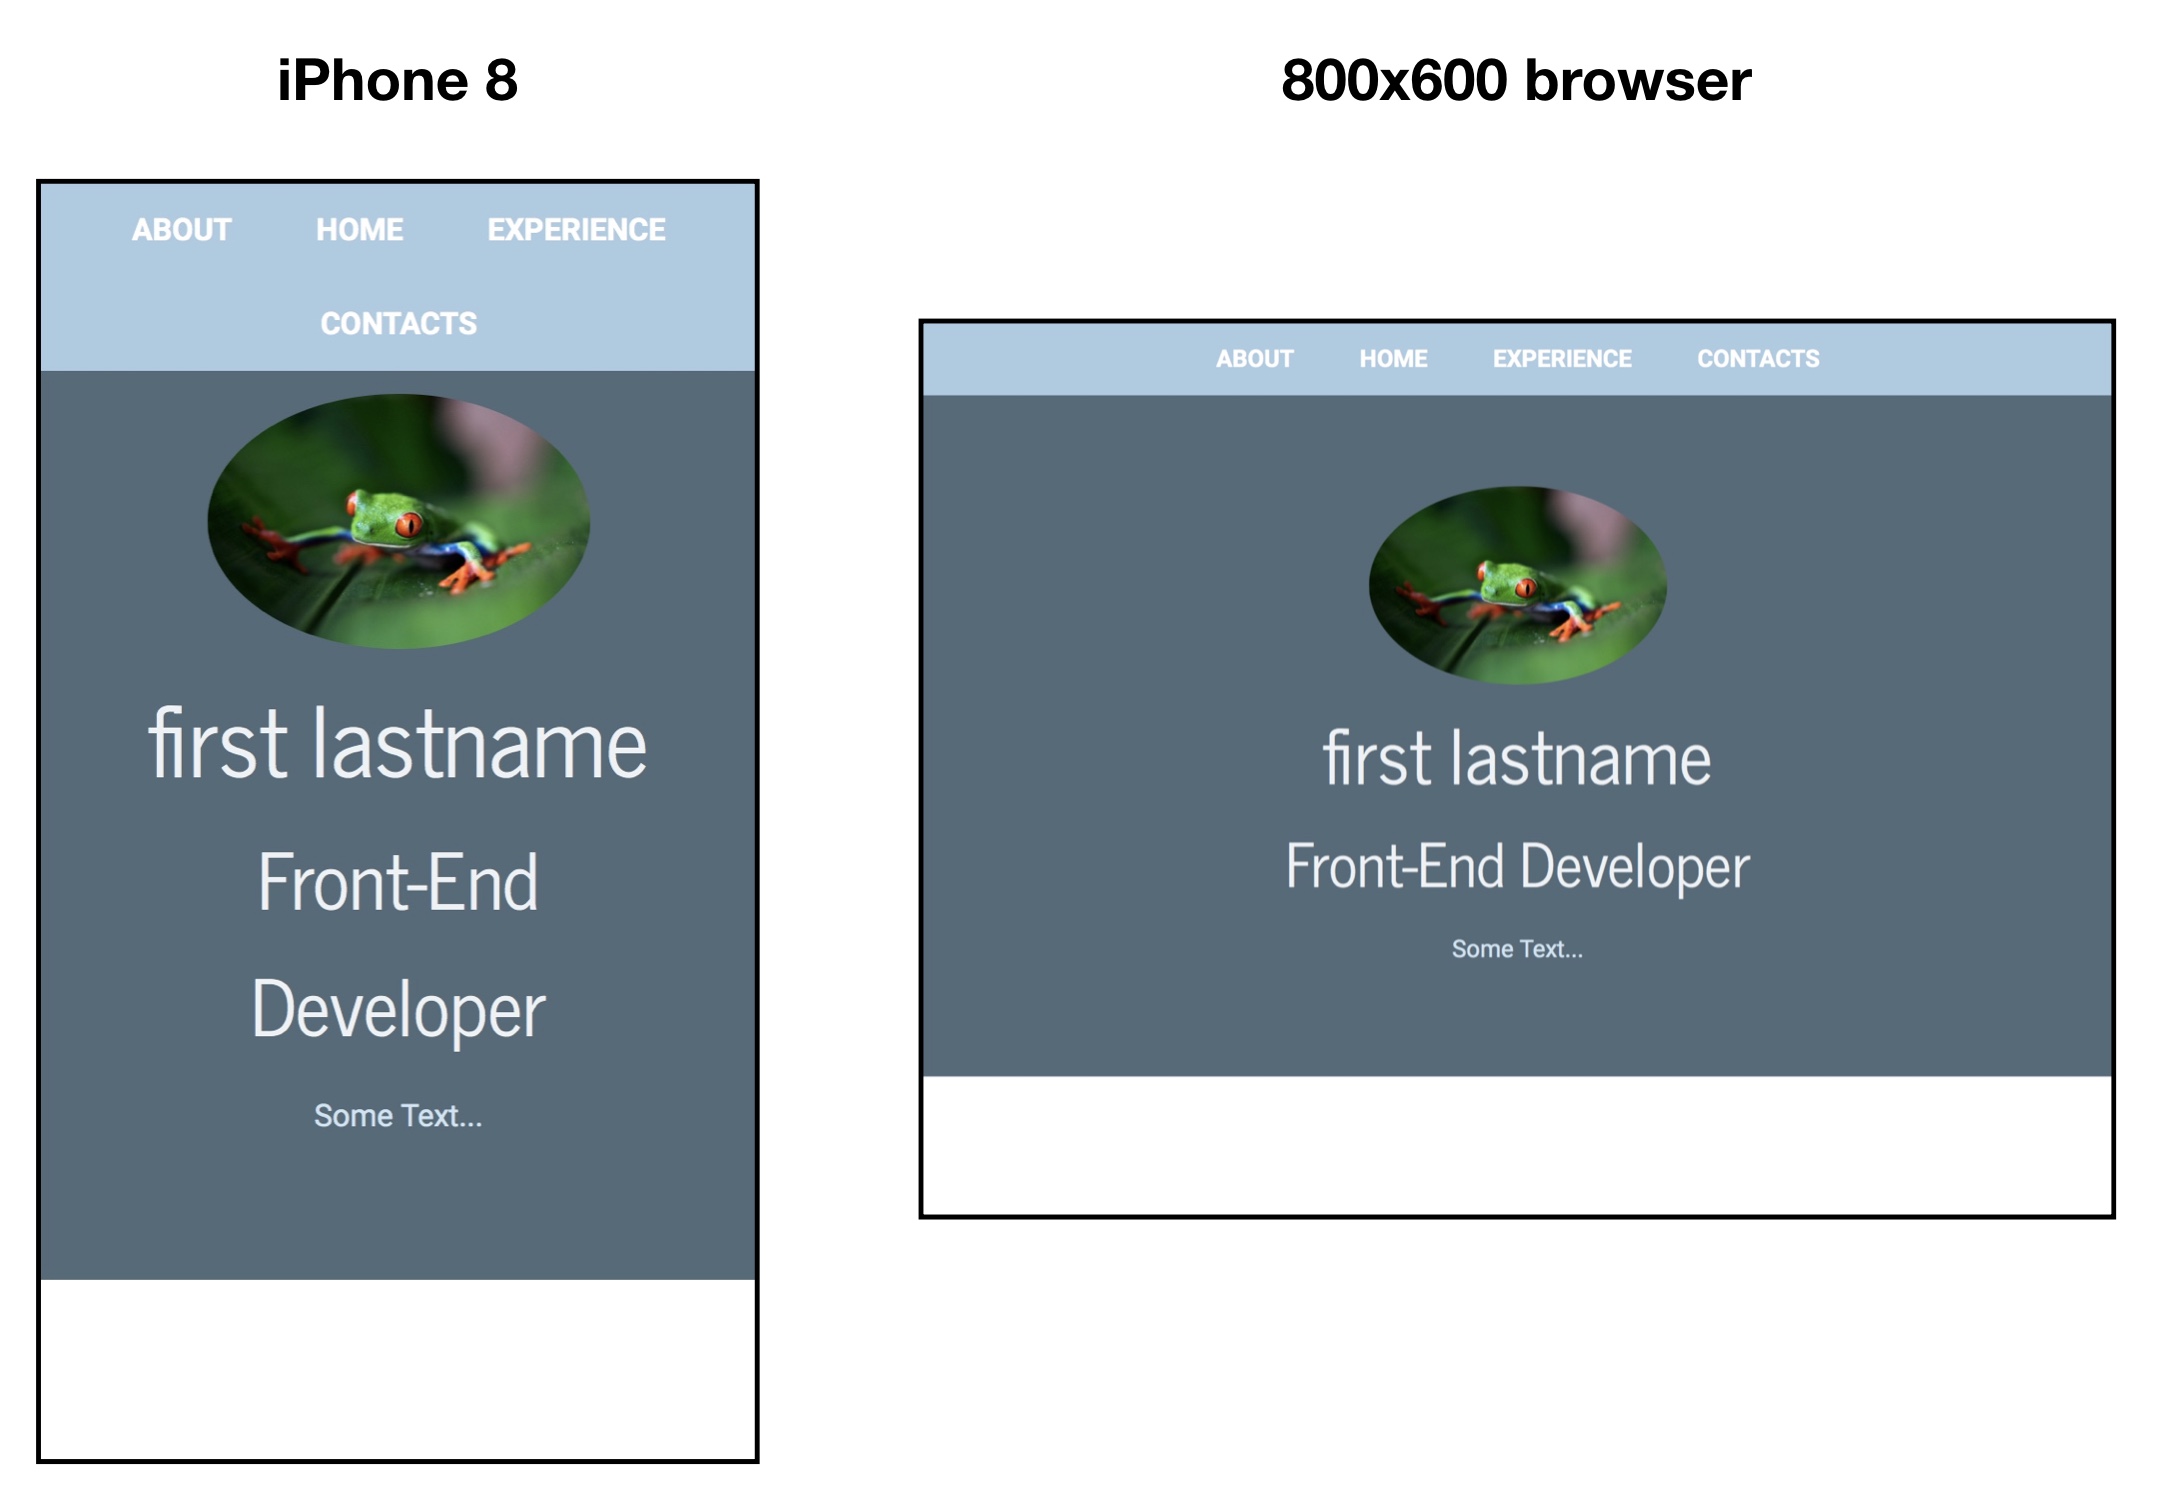 iPhone 8
ABOUT HOME EXPERIENCE
CONTACTS
first lastname
Front-End
Developer
Some Text...
800x600 browser
ABOUT HOME EXPERIENCE CONTACTS
first lastname
Front-End Developer
Some Text...